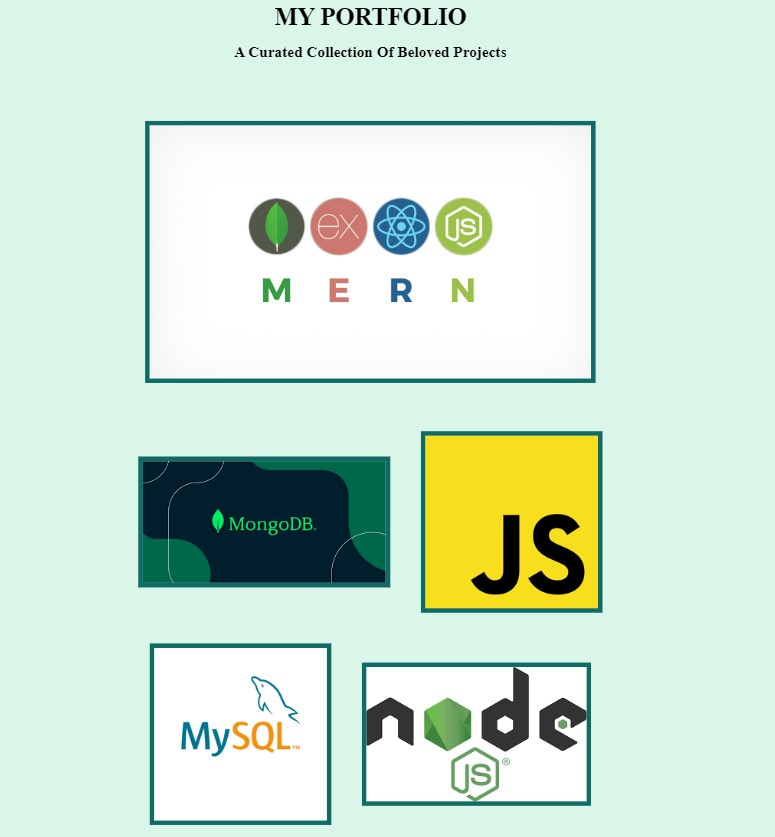 MY PORTFOLIO
A Curated Collection Of Beloved Projects
ex JS
M E R N
MongoDB.
JS
MySQL™
node
JS®